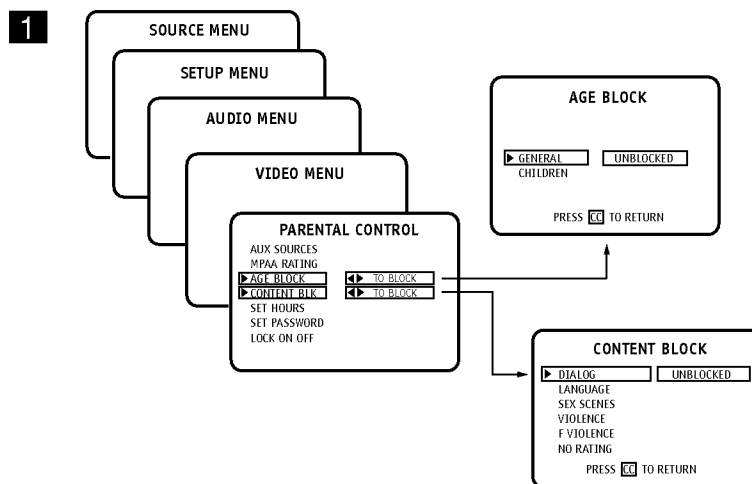 1
SOURCE MENU
SETUP MENU
AUDIO MENU
VIDEO MENU
PARENTAL CONTROL
AUX SOURCES
MPAA RATING
AGE BLOCK TO BLOCK
CONTENT BLK TO BLOCK
SET HOURS
SET PASSWORD
LOCK ON OFF
AGE BLOCK
GENERAL UNBLOCKED
CHILDREN
PRESS CC TO RETURN
CONTENT BLOCK
DIALOG UNBLOCKED
LANGUAGE
SEX SCENES
VIOLENCE
F VIOLENCE
NO RATING
PRESS CC TO RETURN